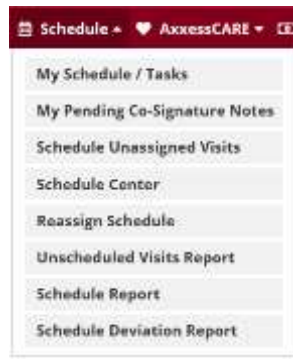 Schedule AxxessCARE
My Schedule / Tasks
My Pending Co-Signature Notes
Schedule Unassigned Visits
Schedule Center
Reassign Schedule
Unscheduled Visits Report
Schedule Report
Schedule Deviation Report